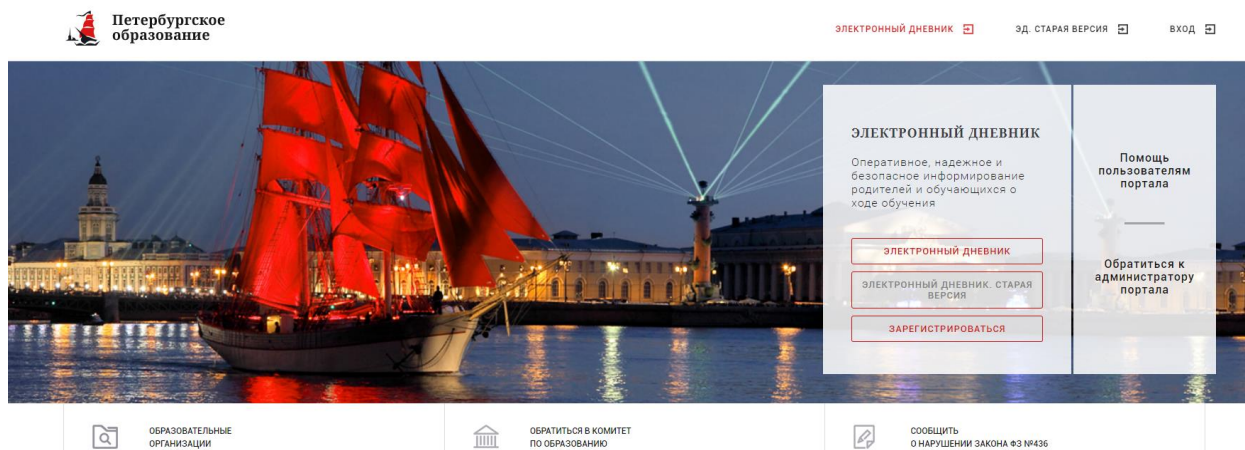 Петербургское
образование
ЭЛЕКТРОННЫЙ ДНЕВНИК
ЭД. СТАРАЯ ВЕРСИЯ
ВХОД
ЭЛЕКТРОННЫЙ ДНЕВНИК
Оперативное, надежное и
безопасное информирование
родителей и обучающихся о
ходе обучения
ЭЛЕКТРОННЫЙ ДНЕВНИК
ЭЛЕКТРОННЫЙ ДНЕВНИК. СТАРАЯ
ВЕРСИЯ
ЗАРЕГИСТРИРОВАТЬСЯ
Помощь
пользователям
портала
Обратиться к
администратору
портала
ОБРАЗОВАТЕЛЬНЫЕ
ОРГАНИЗАЦИИ
ОБРАТИТЬСЯ В КОМИТЕТ
ПО ОБРАЗОВАНИЮ
СООБЩИТЬ
О НАРУШЕНИИ ЗАКОНА ФЗ №436